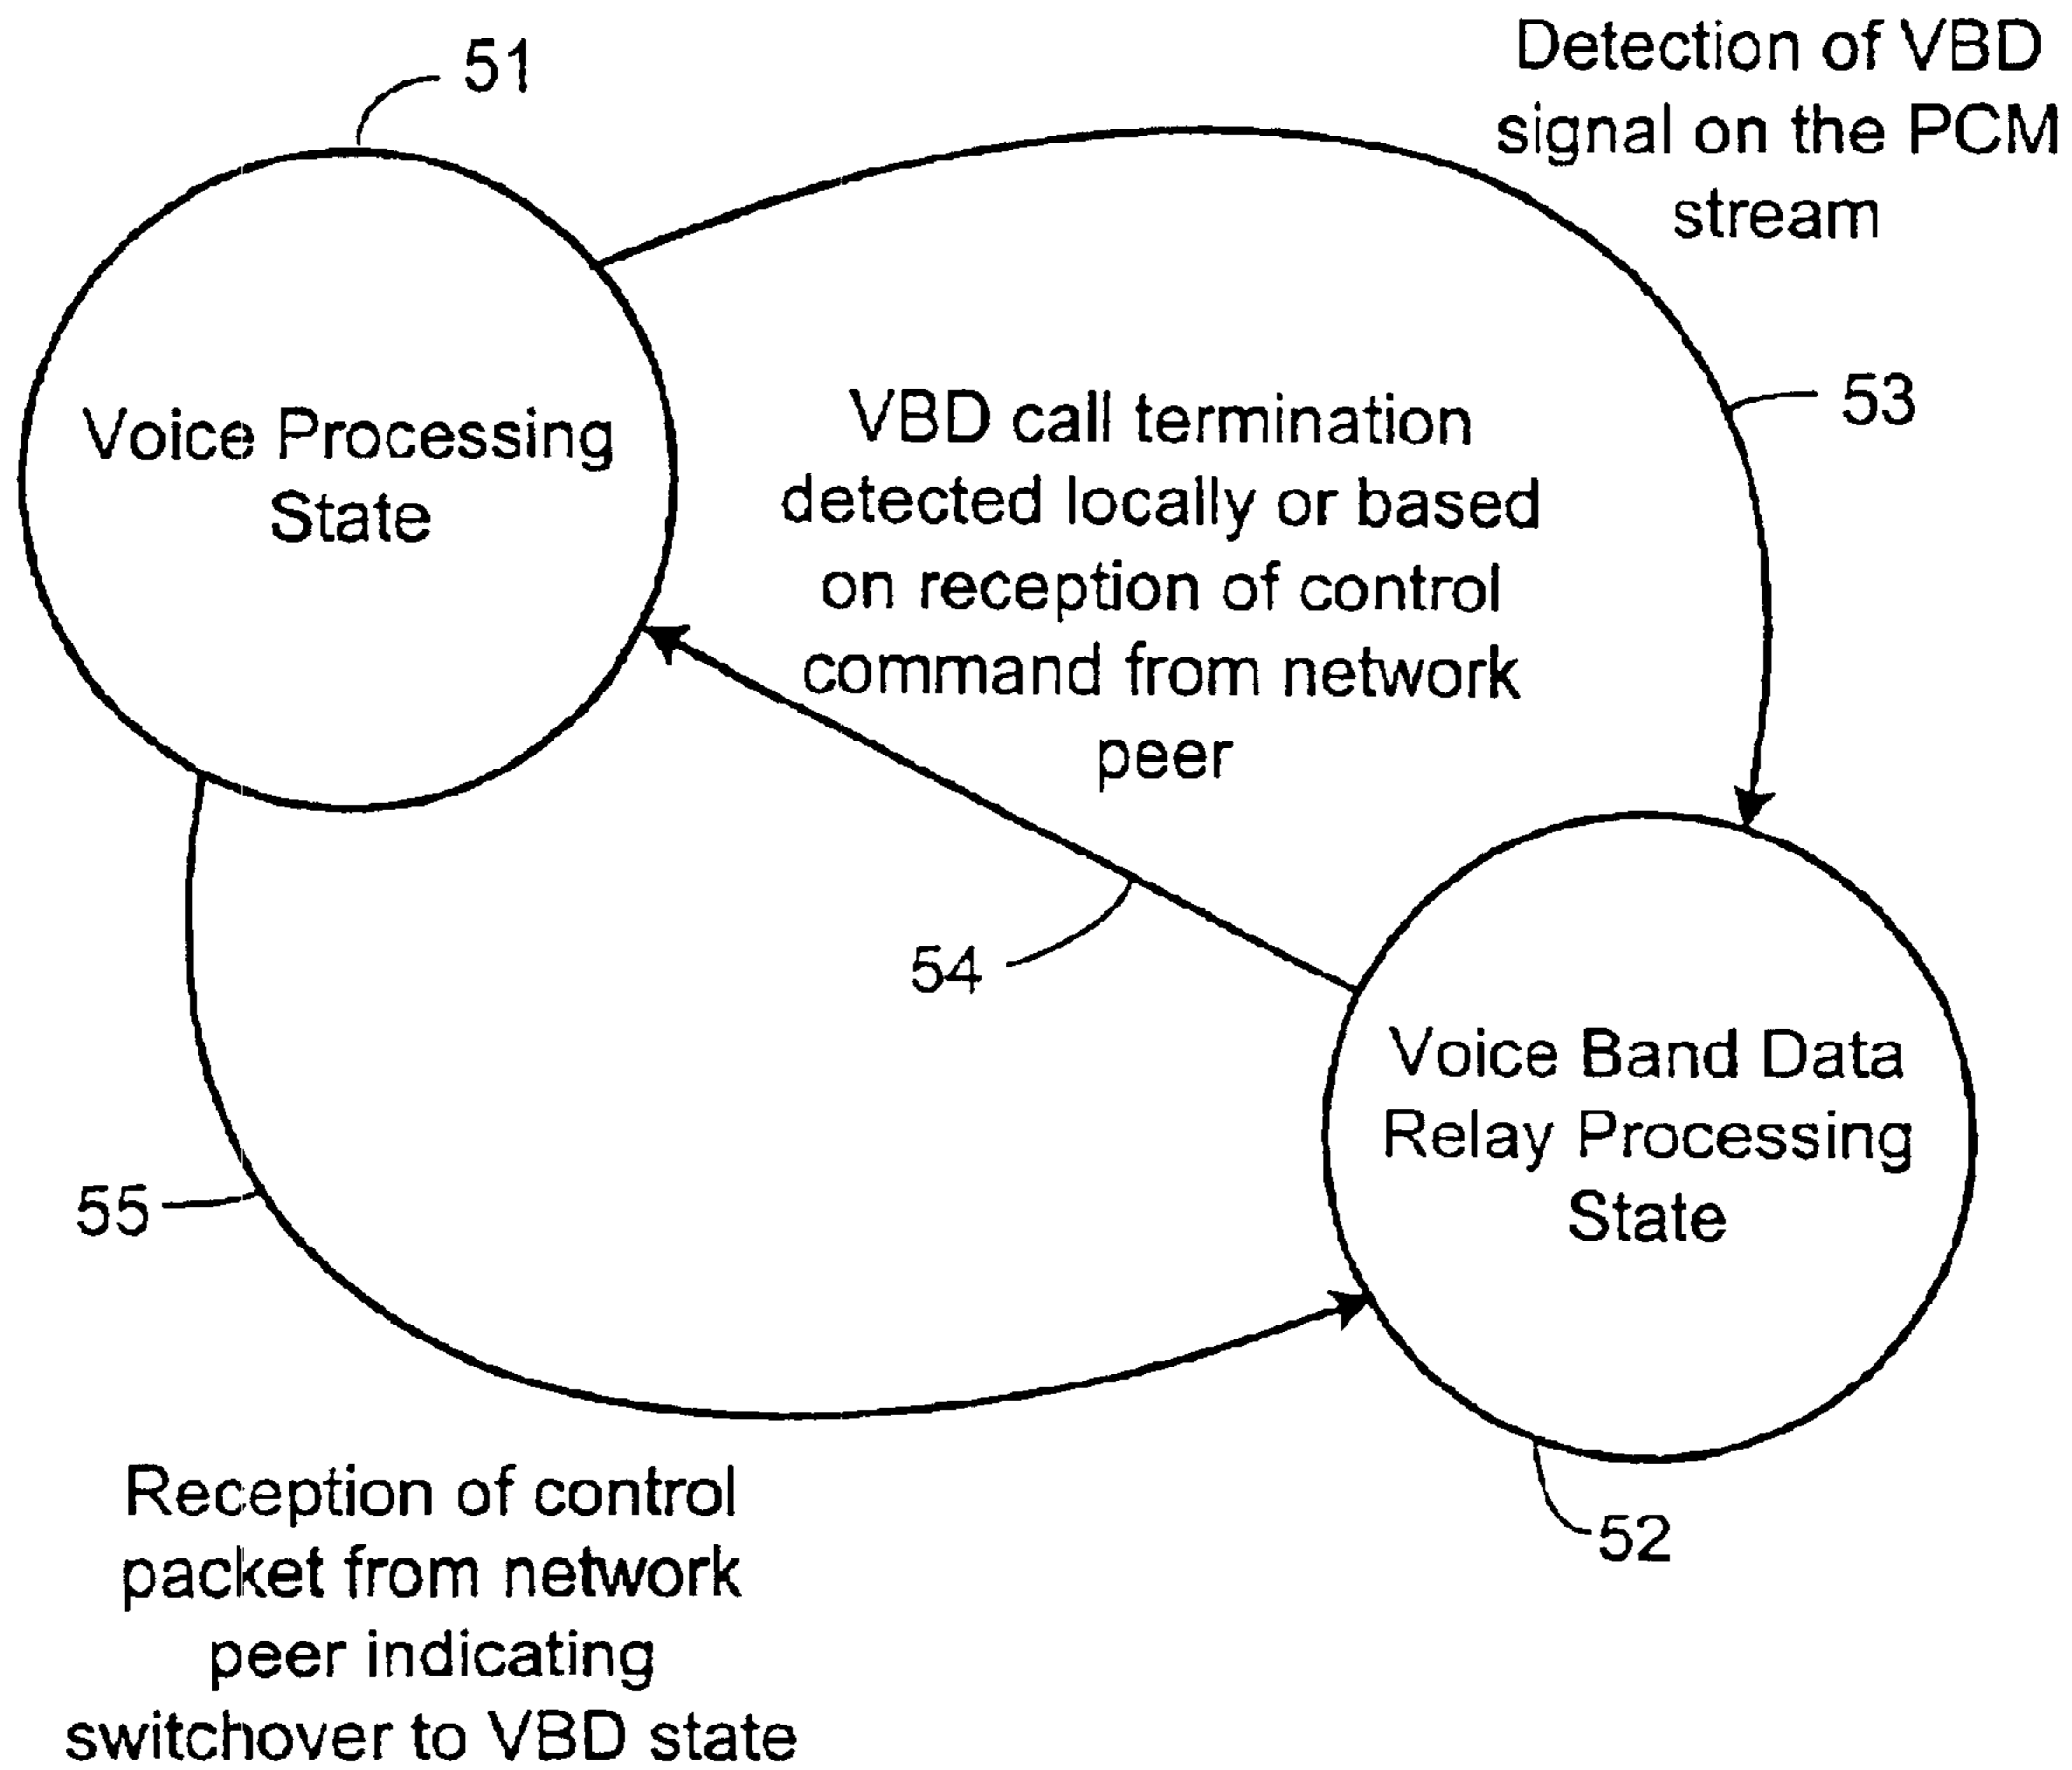 51
Detection of VBD
signal on the PCM
stream
53
Voice Processing
State
VBD call termination
detected locally or based
on reception of control
command from network
peer
54
Voice Band Data
Relay Processing
State
55
52
Reception of control
packet from network
peer indicating
switchover to VBD state